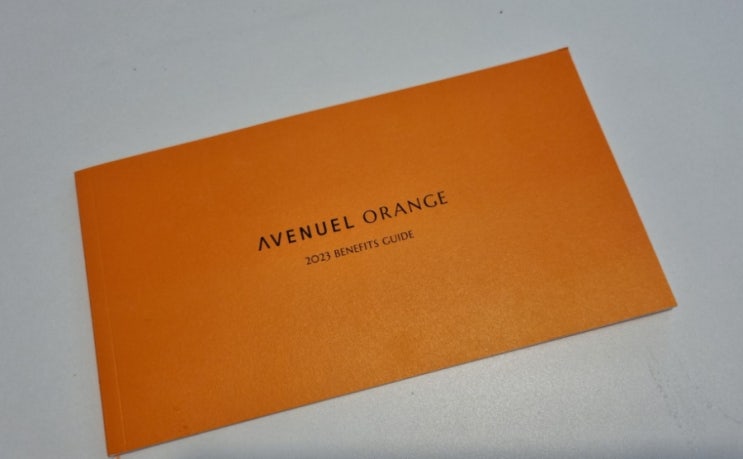 AVENUEL ORANGE
2023 BENEFITS GUIDE